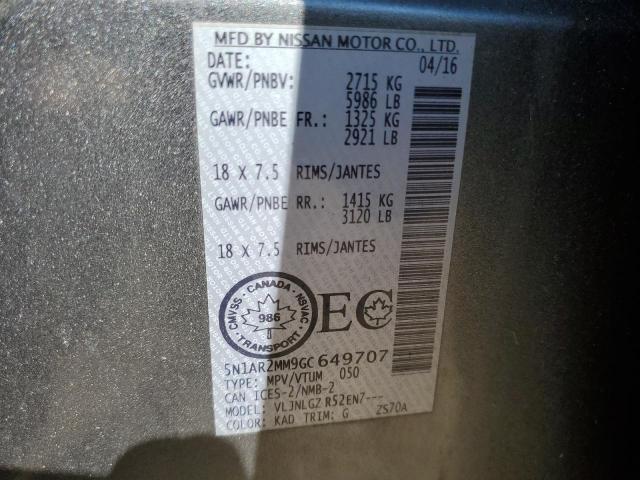 MFD BY NISSAN MOTOR CO., LTD.
DATE: 04/16
GVWR/PNBV: 2715 KG
5986 LB
GAWR/PNBE FR.: 1325 KG
2921 LB
18 X 7.5 RIMS/JANTES
GAWR/PNBE RR.: 1415 KG
3120 LB
18 X 7.5 RIMS/JANTES
CANADA
CMVSS 986 NSVAC
TRANSPORT
EC
5N1AR2MM9GC 649707
TYPE: MPV/VTUM 050
CAN ICES-2/NMB-2
MODEL: VLJNLGZ R52EN7---
COLOR: KAD TRIM: G ZS70A